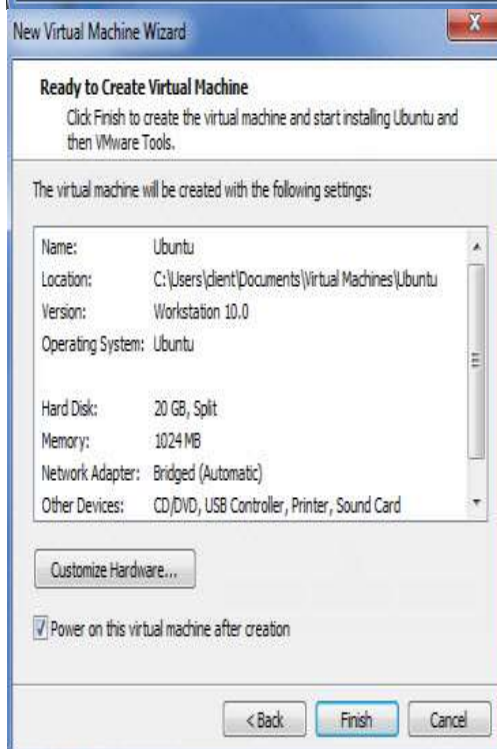 New Virtual Machine Wizard
X
Ready to Create Virtual Machine
Click Finish to create the virtual machine and start installing Ubuntu and
then VMware Tools.
The virtual machine will be created with the following settings:
Name: Ubuntu
Location: C:\Users\client\Documents\Virtual Machines\Ubuntu
Version: Workstation 10.0
Operating System: Ubuntu
Hard Disk: 20 GB, Split
Memory: 1024 MB
Network Adapter: Bridged (Automatic)
Other Devices: CD/DVD, USB Controller, Printer, Sound Card
Customize Hardware...
Power on this virtual machine after creation
< Back Finish Cancel